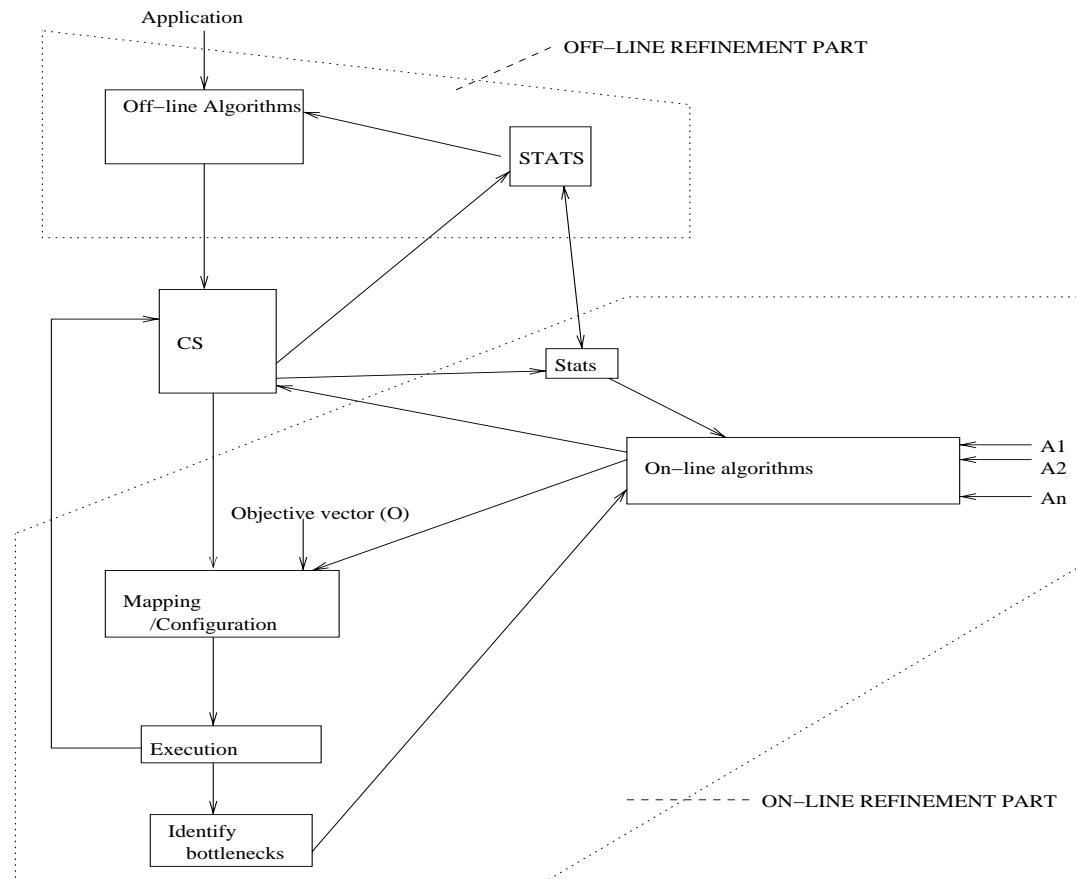 Application
OFF−LINE REFINEMENT PART
Off−line Algorithms
STATS
CS
Stats
On−line algorithms
A1
A2
An
Objective vector (O)
Mapping
/Configuration
Execution
Identify
bottlenecks
ON−LINE REFINEMENT PART